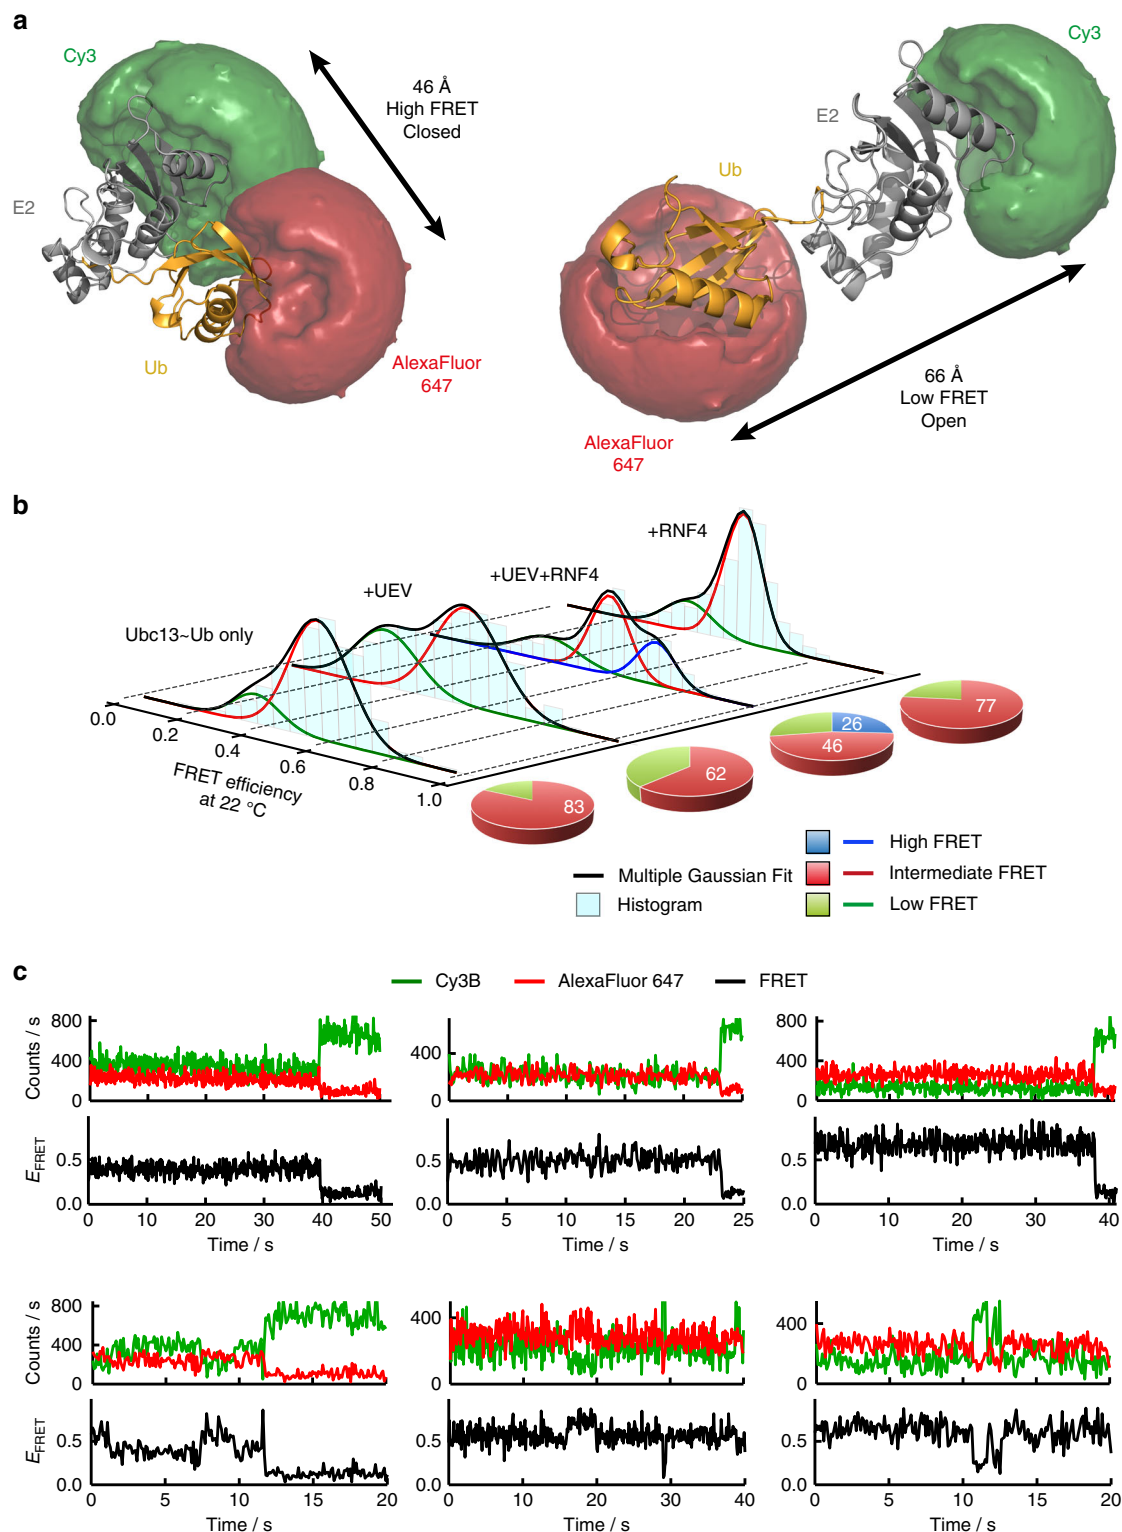 a
Cy3
46 Å
High FRET
Closed
E2
Ub
AlexaFluor
647
Cy3
E2
Ub
66 Å
Low FRET
Open
AlexaFluor
647
b
+RNF4
+UEV+RNF4
+UEV
Ubc13~Ub only
0.0
0.2
0.4
0.6
0.8
1.0
FRET efficiency
at 22 °C
83
62
26
46
77
High FRET
Multiple Gaussian Fit
Intermediate FRET
Histogram
Low FRET
c
Cy3B
AlexaFluor 647
FRET
Counts / s
800
400
0
400
0
800
400
0
EFRET
0.5
0.0
0.5
0.0
0.5
0.0
0 10 20 30 40 50
0 5 10 15 20 25
0 10 20 30 40
Time / s
Time / s
Time / s
Counts / s
800
400
0
400
0
400
0
EFRET
0.5
0.0
0.5
0.0
0.5
0.0
0 5 10 15 20
0 10 20 30 40
0 5 10 15 20
Time / s
Time / s
Time / s